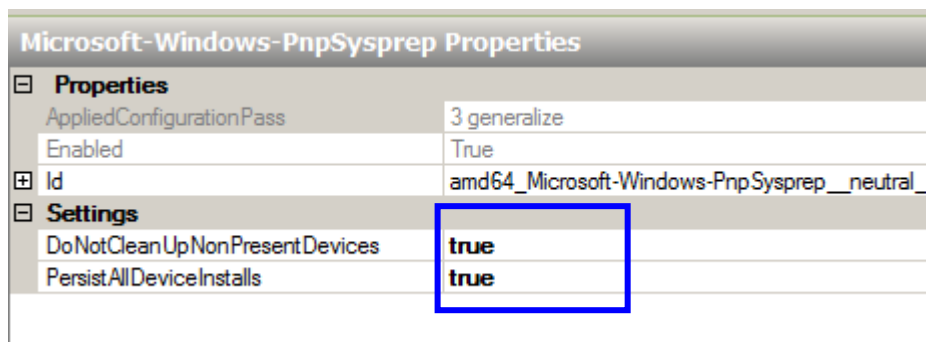 Microsoft-Windows-PnpSysprep Properties
Properties
AppliedConfigurationPass 3 generalize
Enabled True
Id amd64_Microsoft-Windows-PnpSysprep__neutral_
Settings
DoNotCleanUpNonPresentDevices true
PersistAllDeviceInstalls true